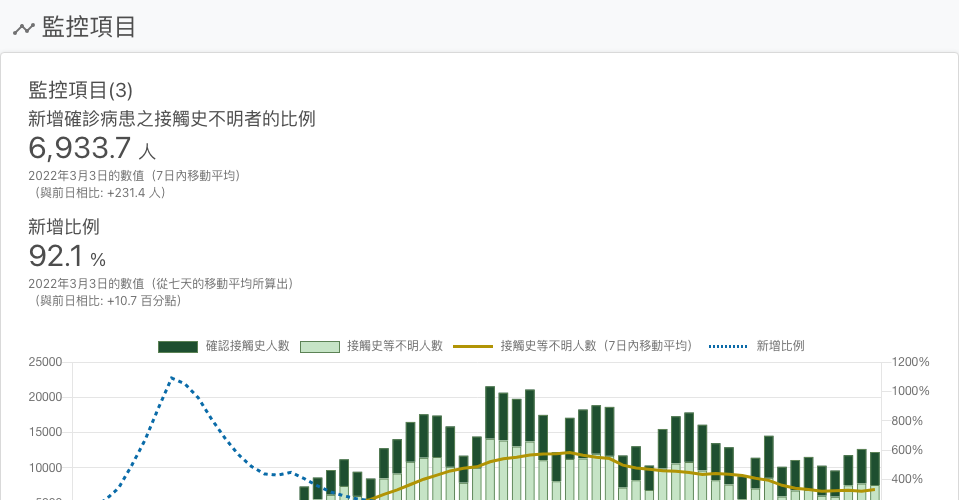 監控項目
監控項目(3)
新增確診病患之接觸史不明者的比例
6,933.7 人
2022年3月3日的數值（7日內移動平均）
（與前日相比: +231.4 人）
新增比例
92.1 %
2022年3月3日的數值（從七天的移動平均所算出）
（與前日相比: +10.7 百分點）
確認接觸史人數 接觸史等不明人數 接觸史等不明人數（7日內移動平均） 新增比例
25000 1200%
20000 1000%
15000 800%
10000 600%
400%